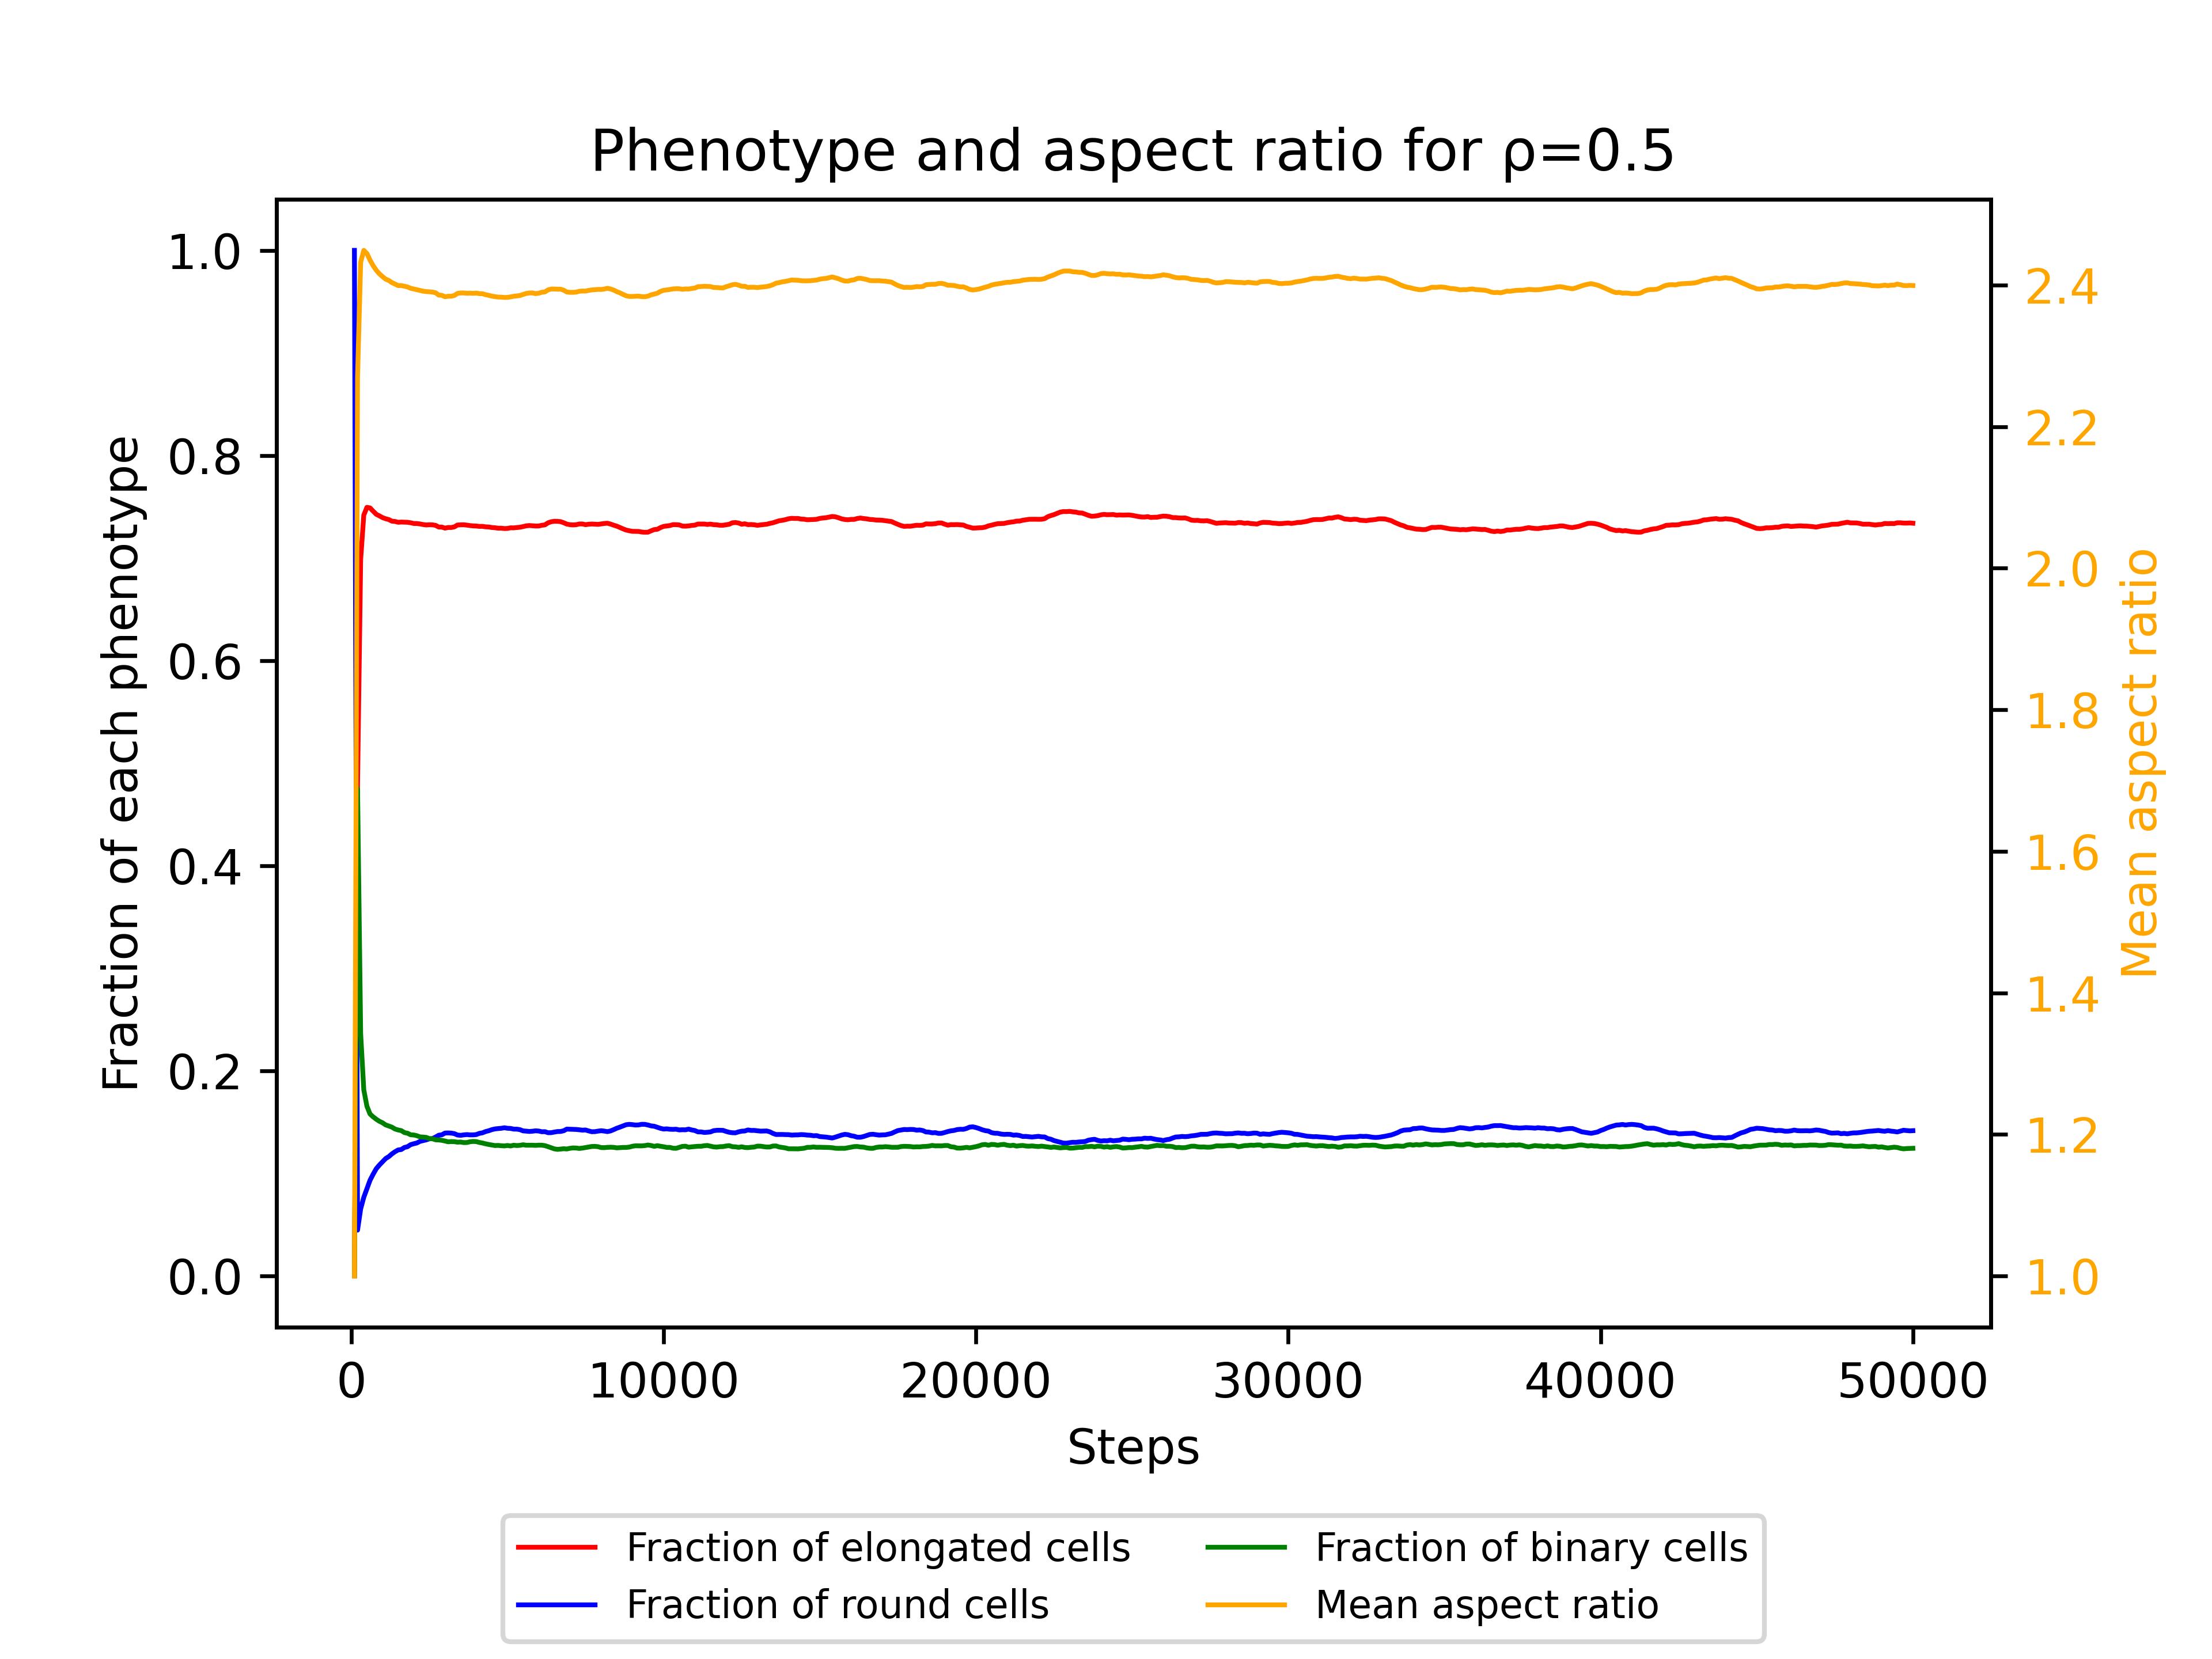 Phenotype and aspect ratio for ρ=0.5
Fraction of each phenotype
1.0
0.8
0.6
0.4
0.2
0.0
2.4
2.2
2.0
1.8
1.6
1.4
1.2
1.0
Mean aspect ratio
0 10000 20000 30000 40000 50000
Steps
Fraction of elongated cells
Fraction of round cells
Fraction of binary cells
Mean aspect ratio